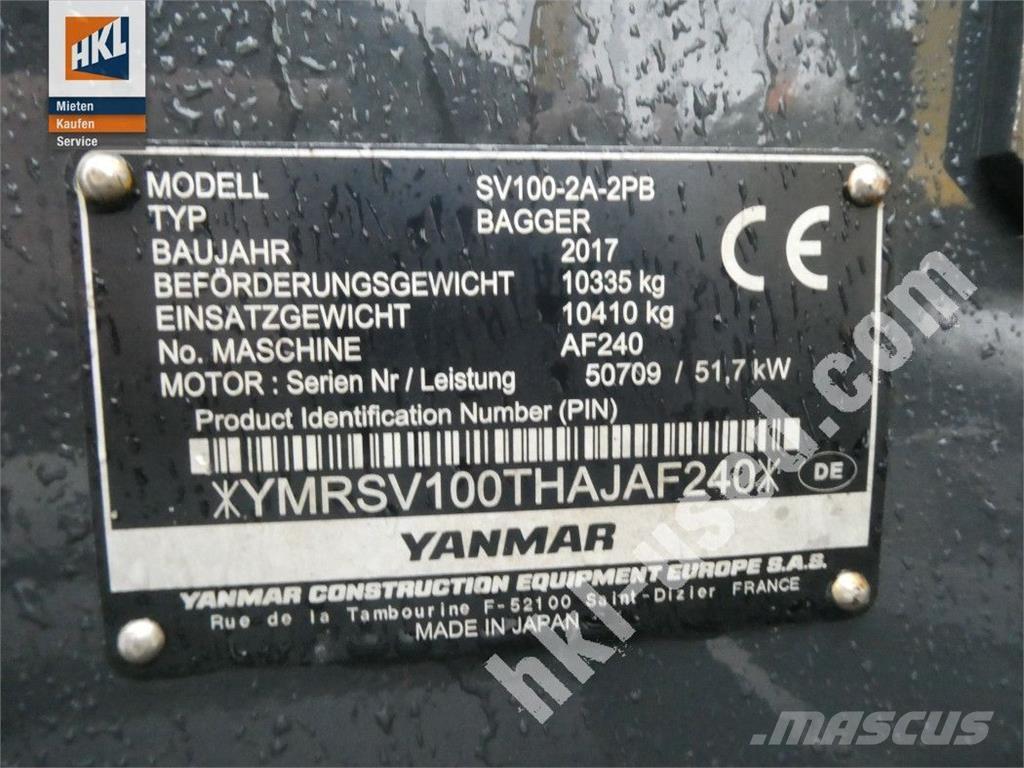 HKL
Mieten
Kaufen
Service
MODELL SV100-2A-2PB
TYP BAGGER
BAUJAHR 2017
BEFÖRDERUNGSGEWICHT 10335 kg
EINSATZGEWICHT 10410 kg
No. MASCHINE AF240
MOTOR : Serien Nr / Leistung 50709 / 51,7 kW
Product Identification Number (PIN)
*YMRSV100THAJAF240*
DE
YANMAR
YANMAR CONSTRUCTION EQUIPMENT EUROPE S.A.S.
Rue de la Tambourine F-52100 Saint-Dizier FRANCE
MADE IN JAPAN
CE
hklused.com
MASCUS